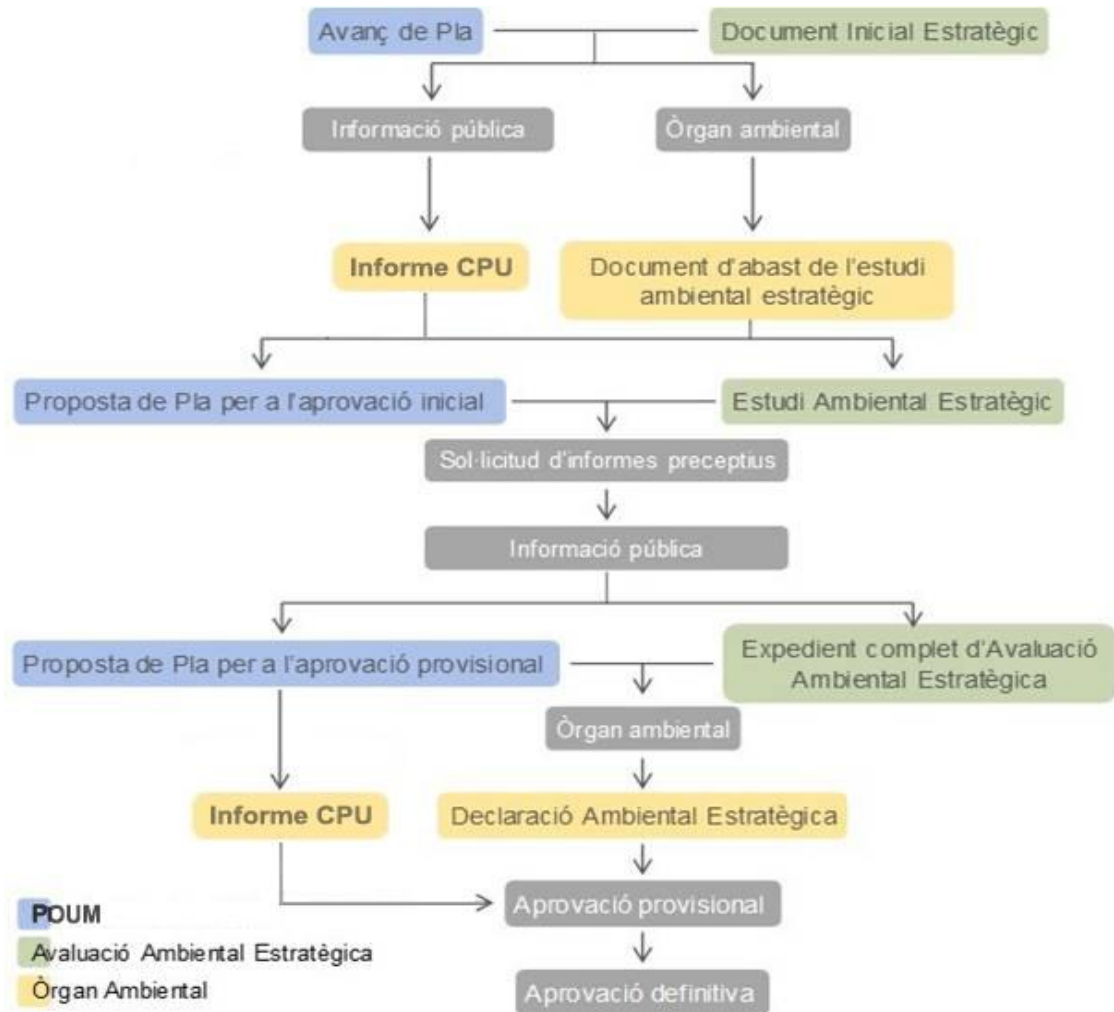 Avanç de Pla
Document Inicial Estratègic
Informació pública
Òrgan ambiental
Informe CPU
Document d'abast de l'estudi
ambiental estratègic
Proposta de Pla per a l'aprovació inicial
Estudi Ambiental Estratègic
Sol·licitud d'informes preceptius
Informació pública
Proposta de Pla per a l'aprovació provisional
Expedient complet d'Avaluació
Ambiental Estratègica
Òrgan ambiental
Informe CPU
Declaració Ambiental Estratègica
Aprovació provisional
Aprovació definitiva
POUM
Avaluació Ambiental Estratègica
Òrgan Ambiental